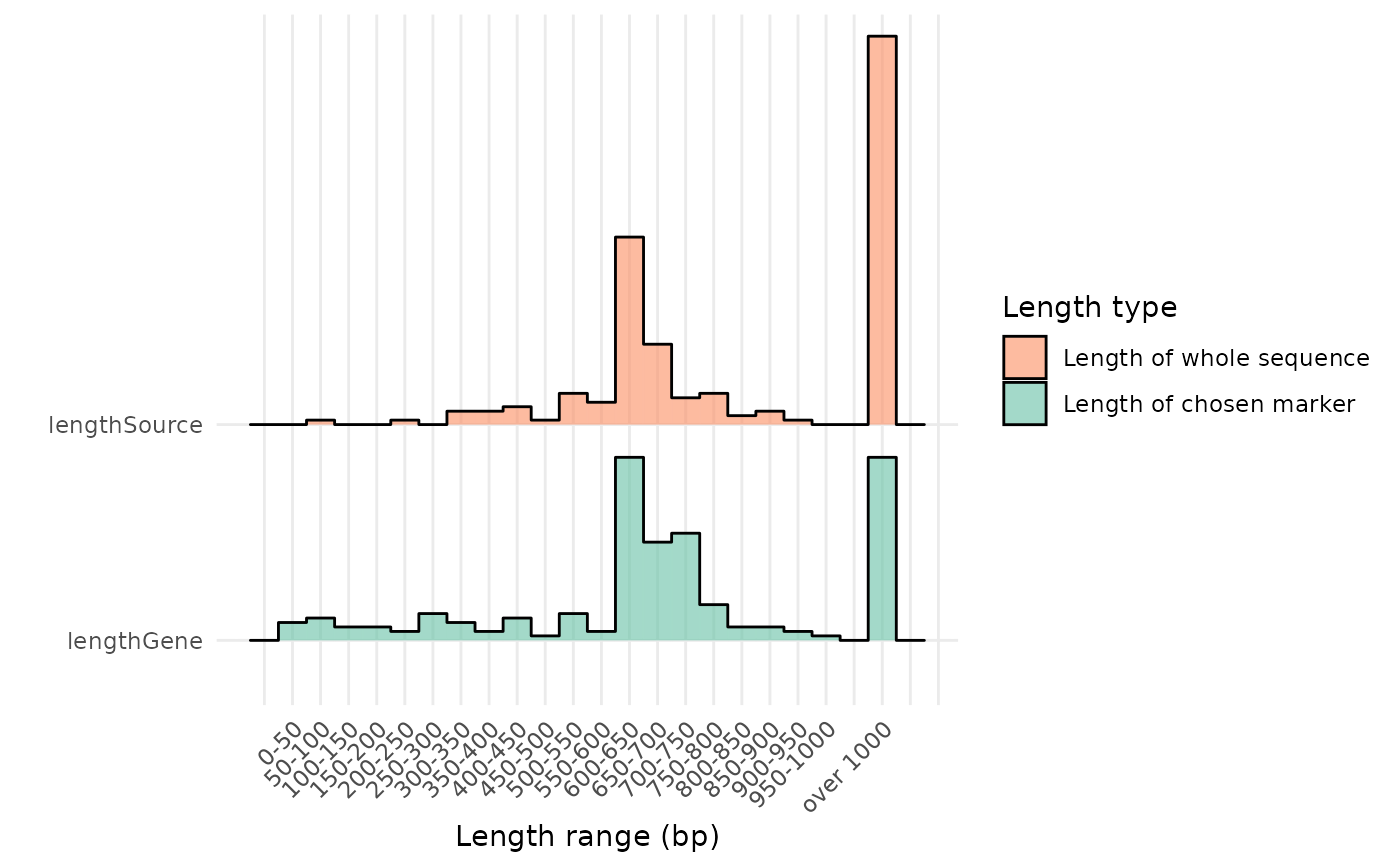 lengthSource
lengthGene
0-50
50-100
100-150
150-200
200-250
250-300
300-350
350-400
400-450
450-500
500-550
550-600
600-650
650-700
700-750
750-800
800-850
850-900
900-950
950-1000
over 1000
Length range (bp)
Length type
Length of whole sequence
Length of chosen marker